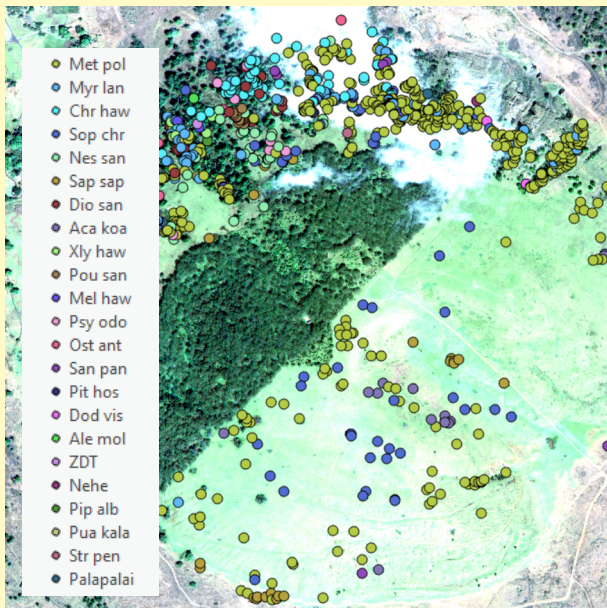 Met pol
Myr lan
Chr haw
Sop chr
Nes san
Sap sap
Dio san
Aca koa
Xly haw
Pou san
Mel haw
Psy odo
Ost ant
San pan
Pit hos
Dod vis
Ale mol
ZDT
Nehe
Pip alb
Pua kala
Str pen
Palapalai